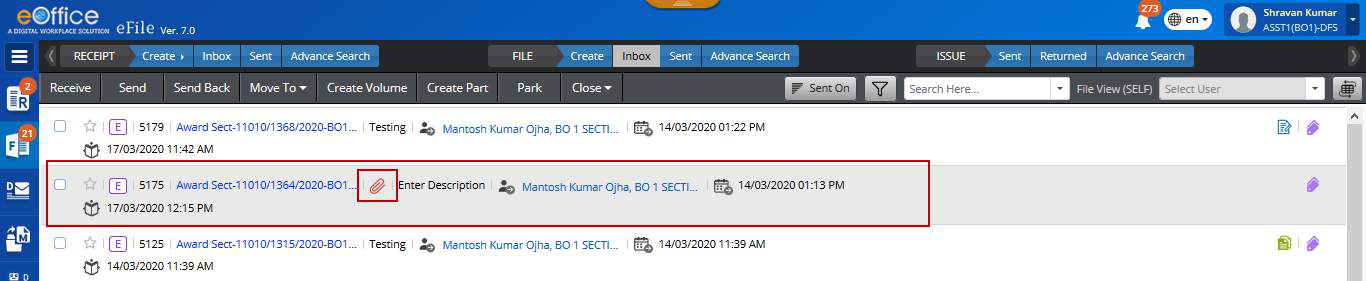 eOffice
A DIGITAL WORKPLACE SOLUTION
eFile Ver. 7.0
273
en
Shravan Kumar
ASST1(BO1)-DFS
RECEIPT Create Inbox Sent Advance Search FILE Create Inbox Sent Advance Search ISSUE Sent Returned Advance Search
Receive Send Send Back Move To Create Volume Create Part Park Close Sent On Search Here... File View (SELF) Select User
R 2
F 21
D
M
D
E 5179 Award Sect-11010/1368/2020-BO1... Testing Mantosh Kumar Ojha, BO 1 SECTI... 14/03/2020 01:22 PM
17/03/2020 11:42 AM
E 5175 Award Sect-11010/1364/2020-BO1... Enter Description Mantosh Kumar Ojha, BO 1 SECTI... 14/03/2020 01:13 PM
17/03/2020 12:15 PM
E 5125 Award Sect-11010/1315/2020-BO1... Testing Mantosh Kumar Ojha, BO 1 SECTI... 14/03/2020 11:39 AM
14/03/2020 11:39 AM